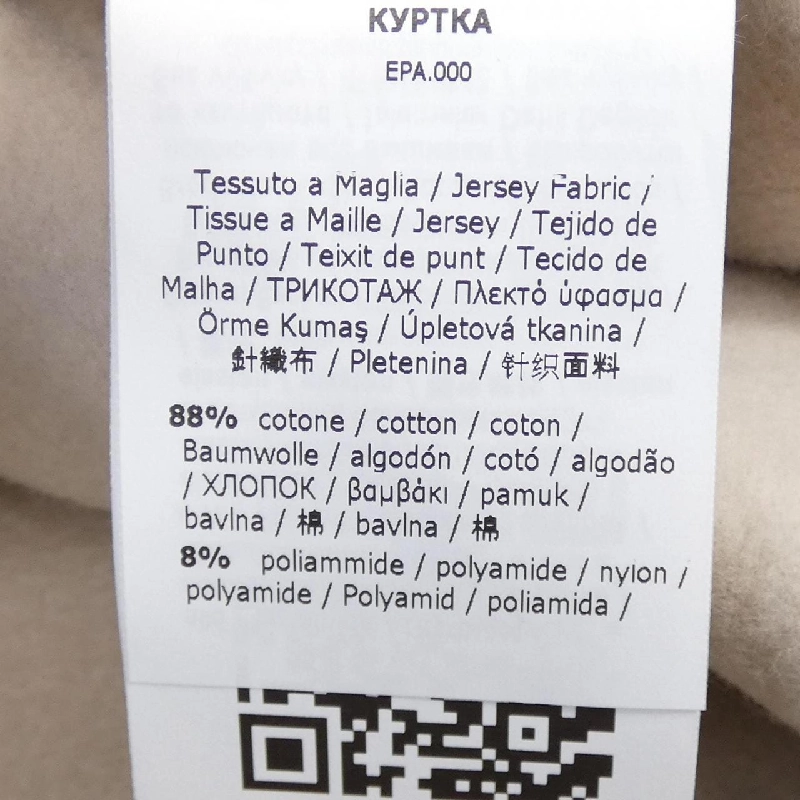 КУРТКА
EPA.000
Tessuto a Maglia / Jersey Fabric /
Tissue a Maille / Jersey / Tejido de
Punto / Teixit de punt / Tecido de
Malha / ТРИКОТАЖ / Πλεκτό ύφασμα /
Örme Kumaş / Úpletová tkanina /
針織布 / Pletenina / 针织面料
88% cotone / cotton / coton /
Baumwolle / algodón / cotó / algodão
/ ХЛОПОК / βαμβάκι / pamuk /
bavlna / 棉 / bavlna / 棉
8% poliammide / polyamide / nylon /
polyamide / Polyamid / poliamida /